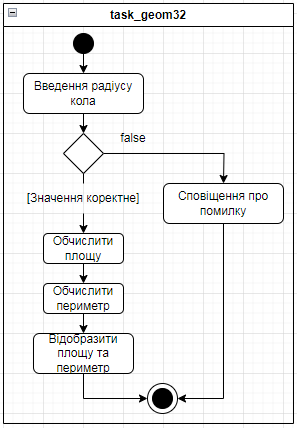 task_geom32
Введення радіусу
кола
false
[Значення коректне]
Сповіщення про
помилку
Обчислити
площу
Обчислити
периметр
Відобразити
площу та
периметр